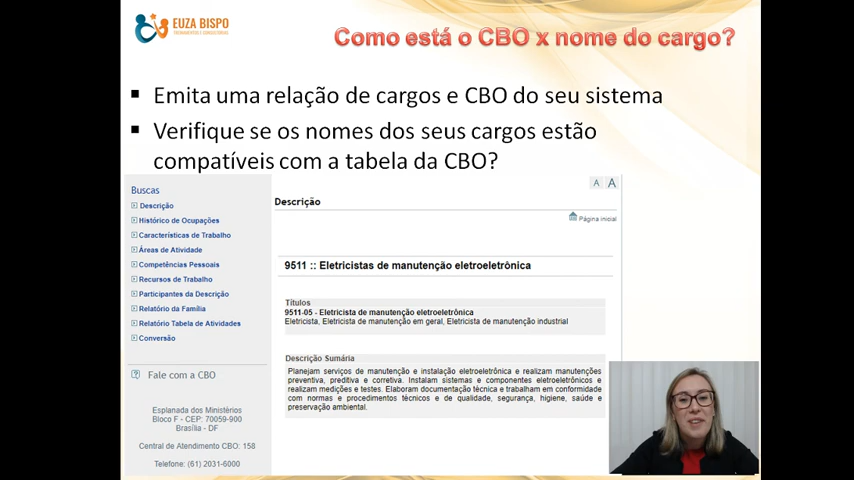 EUZA BISPO
TREINAMENTOS E CONSULTORIAS
Como está o CBO x nome do cargo?
Emita uma relação de cargos e CBO do seu sistema
Verifique se os nomes dos seus cargos estão
compatíveis com a tabela da CBO?
A A
Buscas
Descrição
Histórico de Ocupações
Características de Trabalho
Áreas de Atividade
Competências Pessoais
Recursos de Trabalho
Participantes da Descrição
Relatório da Família
Relatório Tabela de Atividades
Conversão
Fale com a CBO
Esplanada dos Ministérios
Bloco F - CEP: 70059-900
Brasília - DF
Central de Atendimento CBO: 158
Telefone: (61) 2031-6000
Descrição
Página inicial
9511 :: Eletricistas de manutenção eletroeletrônica
Títulos
9511-05 - Eletricista de manutenção eletroeletrônica
Eletricista, Eletricista de manutenção em geral, Eletricista de manutenção industrial
Descrição Sumária
Planejam serviços de manutenção e instalação eletroeletrônica e realizam manutenções
preventiva, preditiva e corretiva. Instalam sistemas e componentes eletroeletrônicos e
realizam medições e testes. Elaboram documentação técnica e trabalham em conformidade
com normas e procedimentos técnicos e de qualidade, segurança, higiene, saúde e
preservação ambiental.